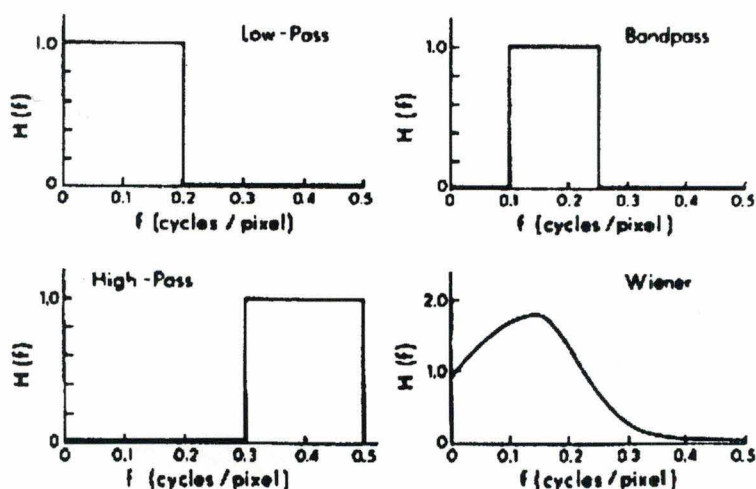 Low-Pass
1.0
H (f)
0
0 0.1 0.2 0.3 0.4 0.5
f (cycles/pixel)
Bandpass
1.0
H (f)
0
0 0.1 0.2 0.3 0.4 0.5
f (cycles/pixel)
High-Pass
1.0
H (f)
0
0 0.1 0.2 0.3 0.4 0.5
f (cycles/pixel)
Wiener
2.0
1.0
H (f)
0
0 0.1 0.2 0.3 0.4 0.5
f (cycles/pixel)